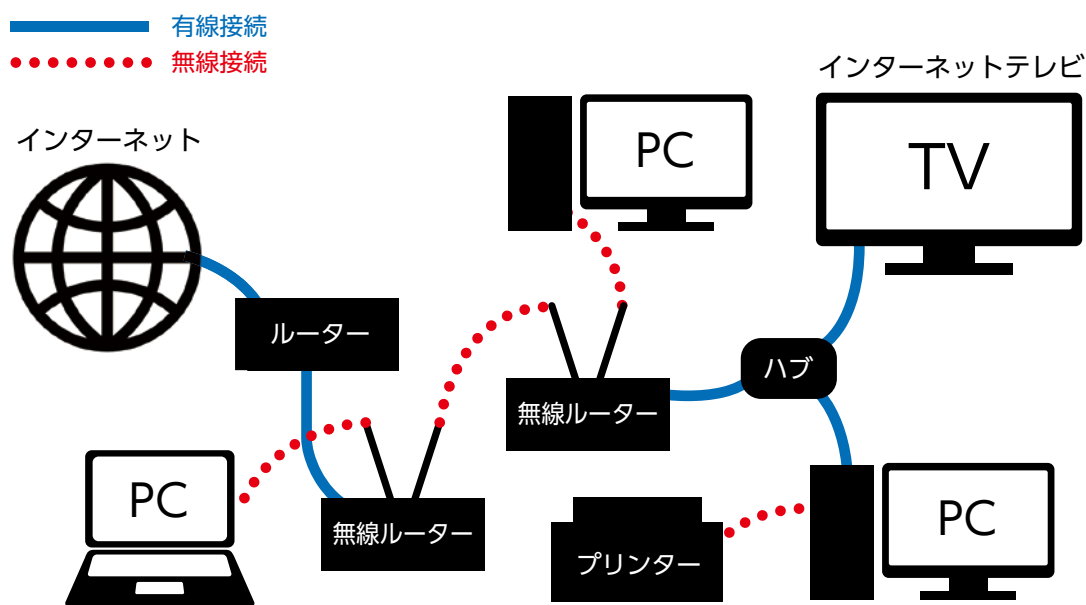 有線接続
無線接続
インターネットテレビ
インターネット
PC
TV
ルーター
ハブ
無線ルーター
PC
無線ルーター
プリンター
PC